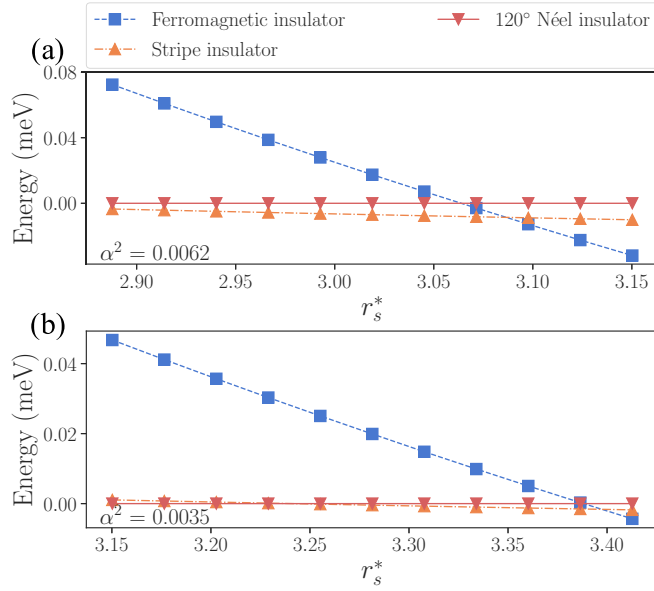 Ferromagnetic insulator
120° Néel insulator
Stripe insulator
(a)
0.08
0.04
0.00
Energy (meV)
α² = 0.0062
2.90 2.95 3.00 3.05 3.10 3.15
r_s^*
(b)
0.04
0.02
0.00
Energy (meV)
α² = 0.0035
3.15 3.20 3.25 3.30 3.35 3.40
r_s^*